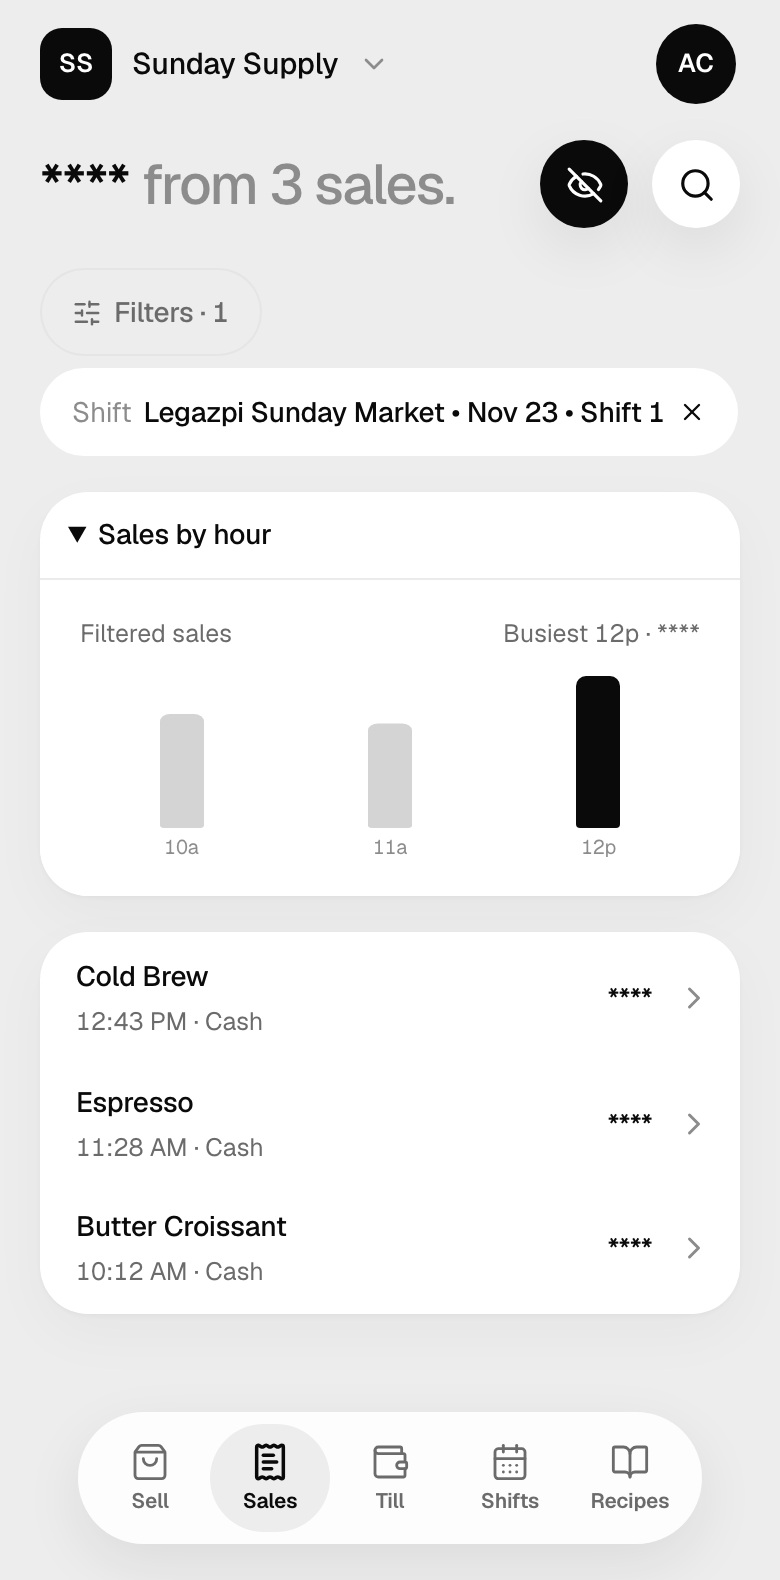 SS Sunday Supply AC
**** from 3 sales.
Filters · 1
Shift Legazpi Sunday Market • Nov 23 • Shift 1
Sales by hour
Filtered sales Busiest 12p · ****
10a 11a 12p
Cold Brew
12:43 PM · Cash ****
Espresso
11:28 AM · Cash ****
Butter Croissant
10:12 AM · Cash ****
Sell Sales Till Shifts Recipes